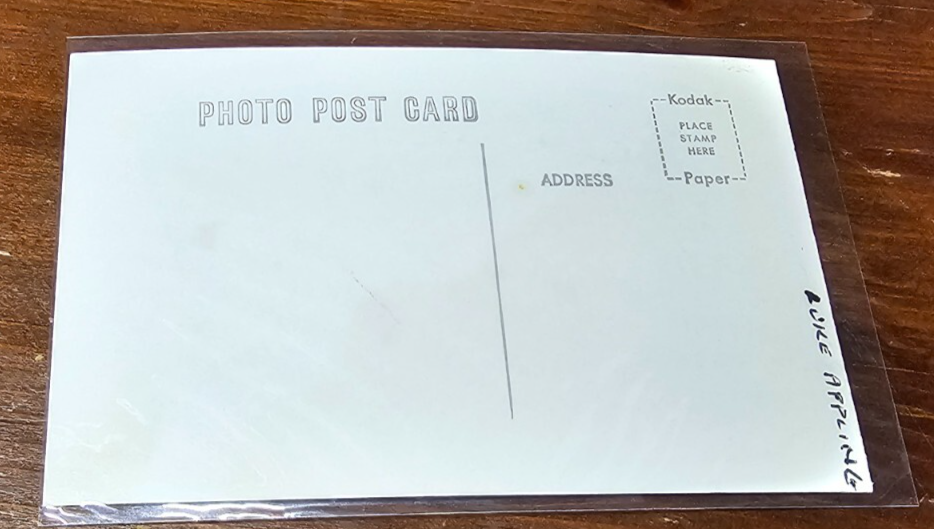 PHOTO POST CARD
Kodak
PLACE
STAMP
HERE
Paper
ADDRESS
LUKE APPLING